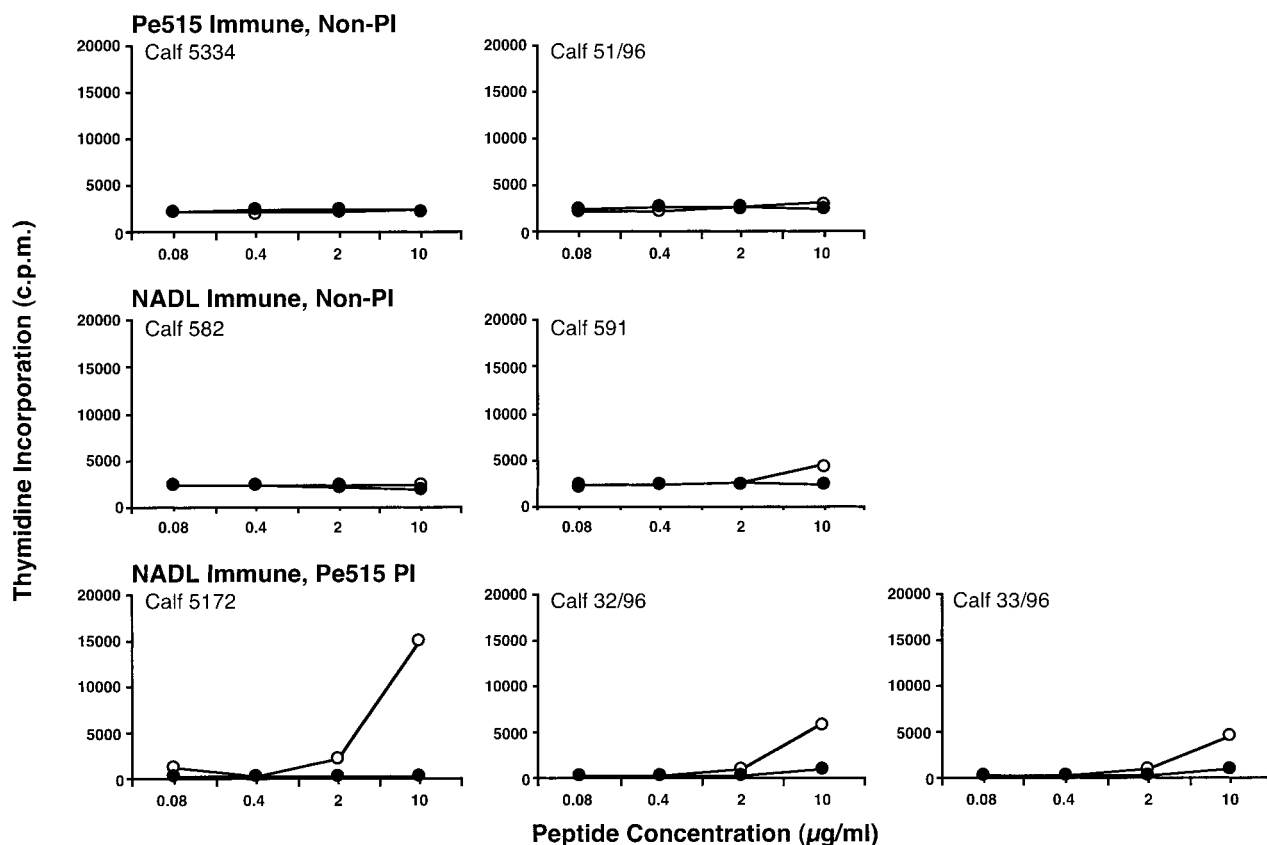 Pe515 Immune, Non-PI
Calf 5334
Calf 51/96
20000
15000
10000
5000
0
0.08 0.4 2 10
20000
15000
10000
5000
0
0.08 0.4 2 10
NADL Immune, Non-PI
Calf 582
Calf 591
20000
15000
10000
5000
0
0.08 0.4 2 10
20000
15000
10000
5000
0
0.08 0.4 2 10
NADL Immune, Pe515 PI
Calf 5172
Calf 32/96
Calf 33/96
20000
15000
10000
5000
0
0.08 0.4 2 10
20000
15000
10000
5000
0
0.08 0.4 2 10
20000
15000
10000
5000
0
0.08 0.4 2 10
Thymidine Incorporation (c.p.m.)
Peptide Concentration (µg/ml)